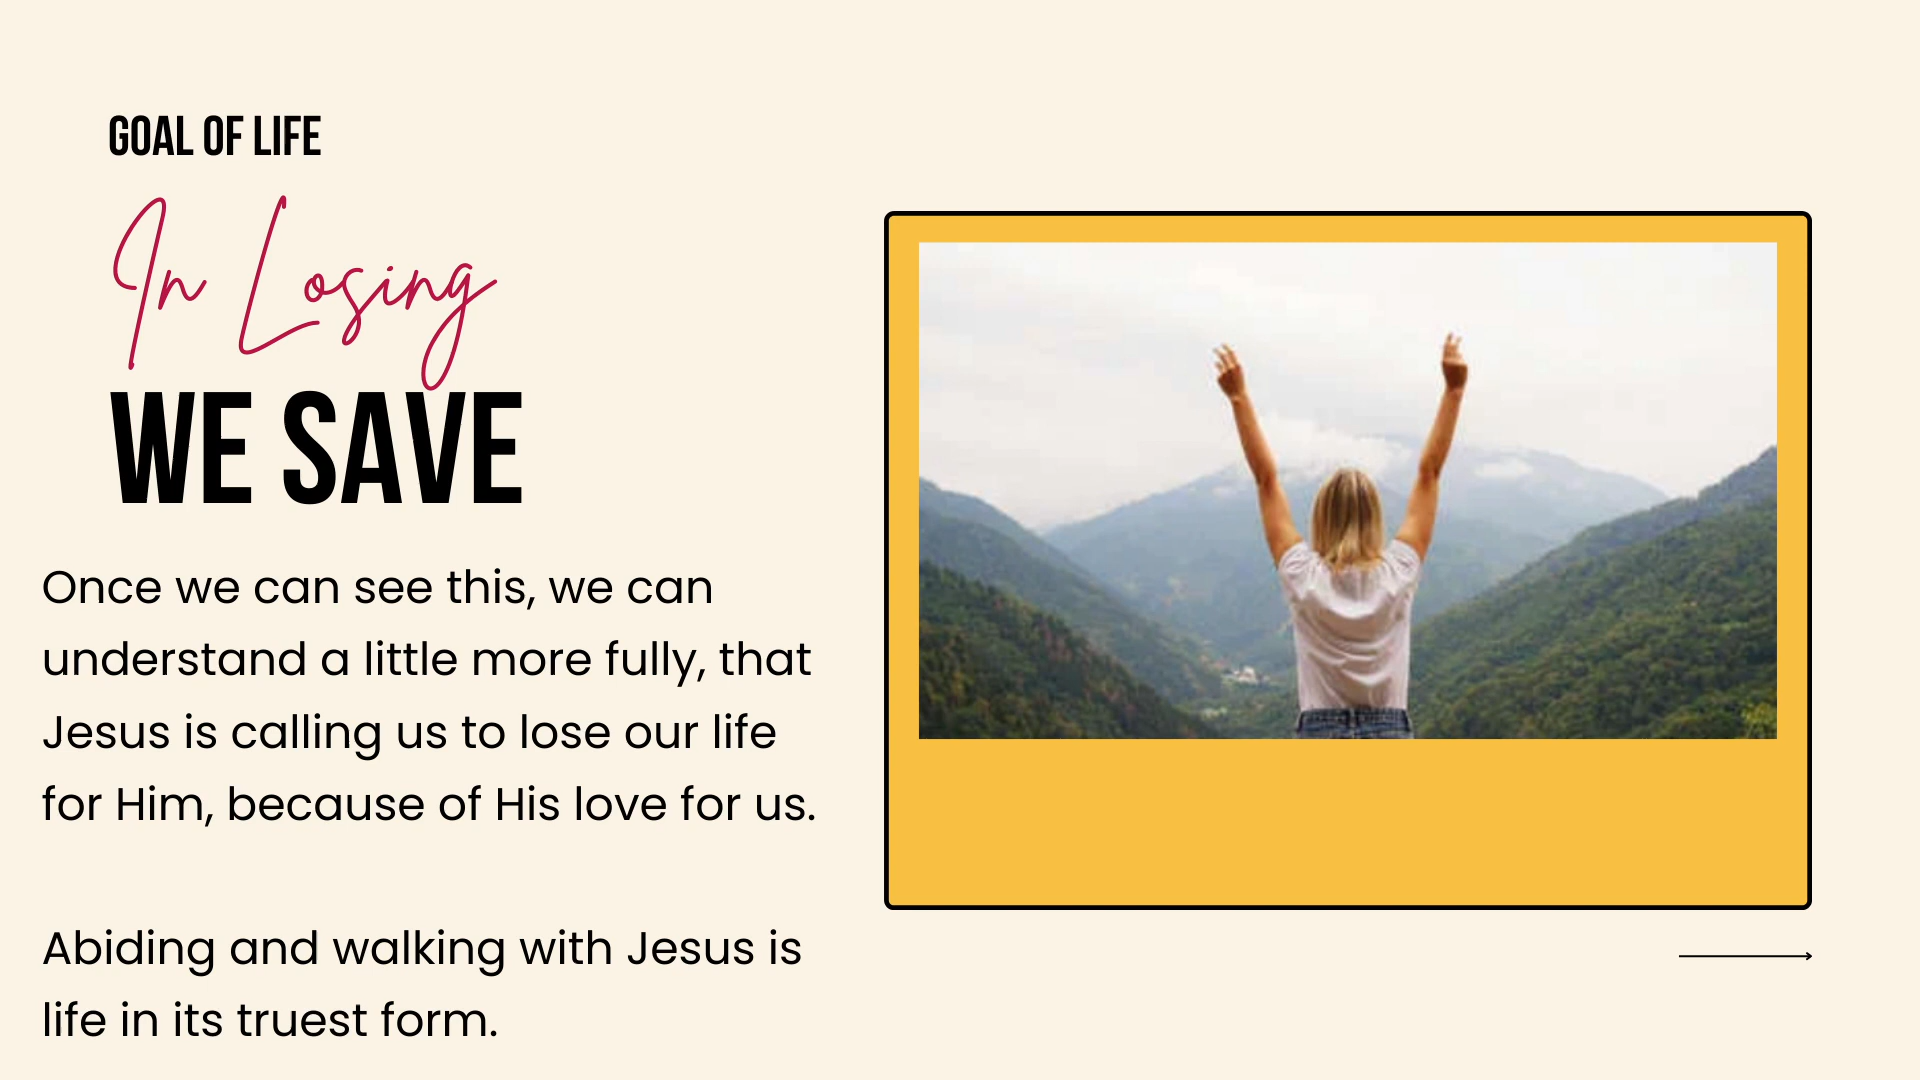 GOAL OF LIFE
In Losing
WE SAVE
Once we can see this, we can
understand a little more fully, that
Jesus is calling us to lose our life
for Him, because of His love for us.
Abiding and walking with Jesus is
life in its truest form.